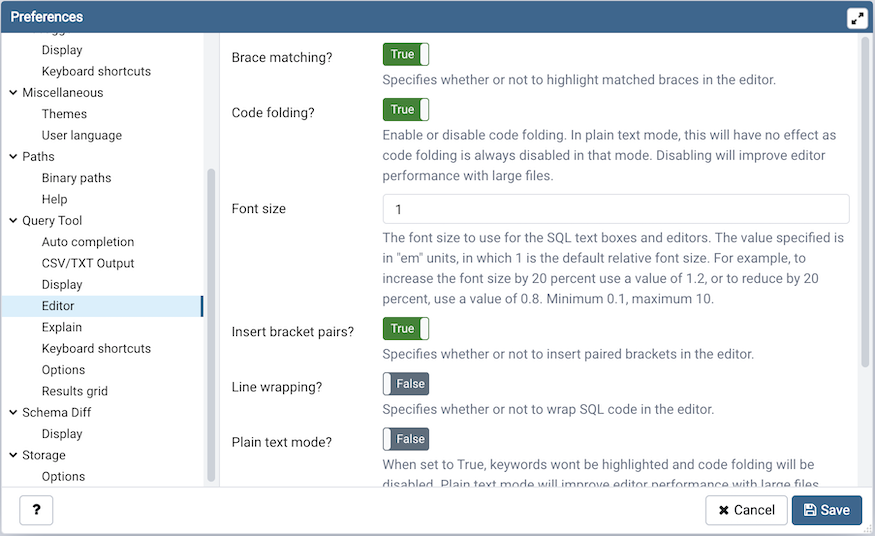 Preferences
Display
Keyboard shortcuts
Miscellaneous
Themes
User language
Paths
Binary paths
Help
Query Tool
Auto completion
CSV/TXT Output
Display
Editor
Explain
Keyboard shortcuts
Options
Results grid
Schema Diff
Display
Storage
Options
Brace matching?
True
Specifies whether or not to highlight matched braces in the editor.
Code folding?
True
Enable or disable code folding. In plain text mode, this will have no effect as
code folding is always disabled in that mode. Disabling will improve editor
performance with large files.
Font size
1
The font size to use for the SQL text boxes and editors. The value specified is
in "em" units, in which 1 is the default relative font size. For example, to
increase the font size by 20 percent use a value of 1.2, or to reduce by 20
percent, use a value of 0.8. Minimum 0.1, maximum 10.
Insert bracket pairs?
True
Specifies whether or not to insert paired brackets in the editor.
Line wrapping?
False
Specifies whether or not to wrap SQL code in the editor.
Plain text mode?
False
When set to True, keywords wont be highlighted and code folding will be
disabled. Plain text mode will improve editor performance with large files.
?
Cancel
Save